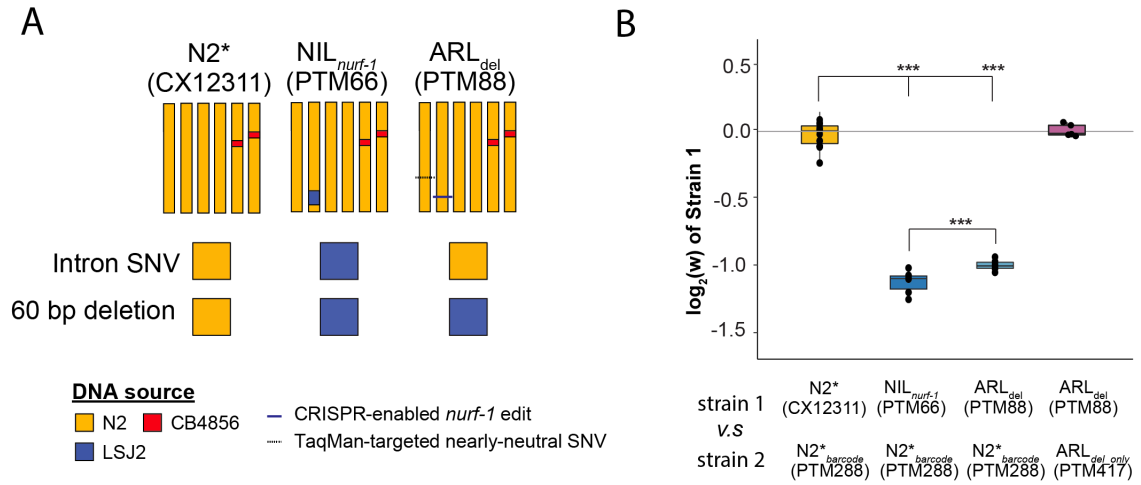 A
N2*
(CX12311)
NILnurf-1
(PTM66)
ARLdel
(PTM88)
Intron SNV
60 bp deletion
DNA source
N2
CB4856
LSJ2
CRISPR-enabled nurf-1 edit
TaqMan-targeted nearly-neutral SNV
B
log2(w) of Strain 1
0.5
0.0
-0.5
-1.0
-1.5
***
***
***
strain 1
N2*
(CX12311)
NILnurf-1
(PTM66)
ARLdel
(PTM88)
ARLdel
(PTM88)
v.s
strain 2
N2*barcode
(PTM288)
N2*barcode
(PTM288)
N2*barcode
(PTM288)
ARLdel_only
(PTM417)